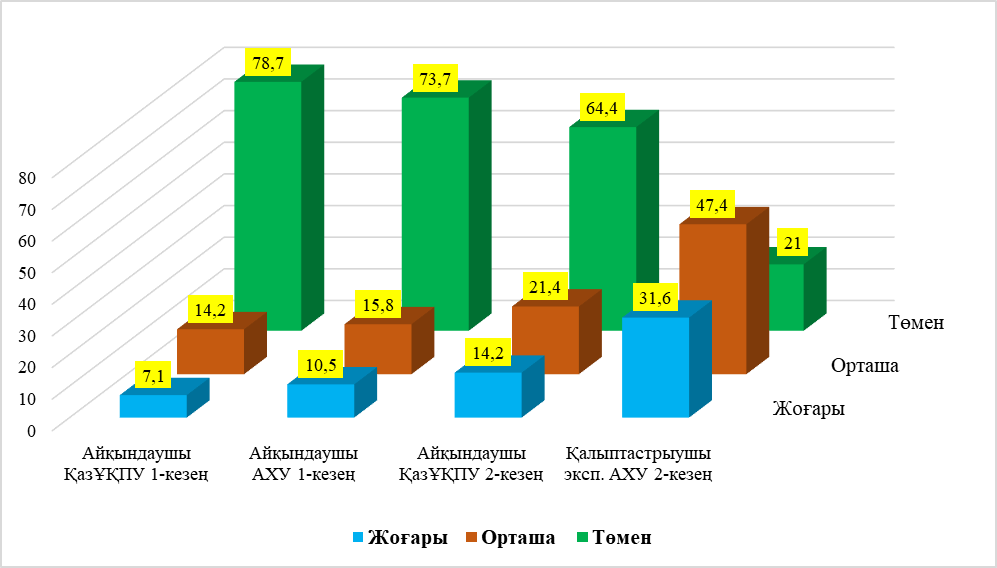 78,7
73,7
64,4
47,4
21
14,2
15,8
21,4
31,6
7,1
10,5
14,2
80
70
60
50
40
30
20
10
0
Төмен
Орташа
Жоғары
Айқындаушы
ҚазҰҚПУ 1-кезең
Айқындаушы
АХУ 1-кезең
Айқындаушы
ҚазҰҚПУ 2-кезең
Қалыптастрыушы
эксп. АХУ 2-кезең
Жоғары Орташа Төмен